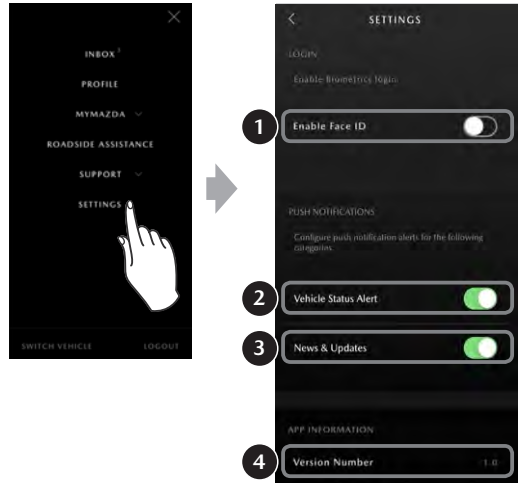 INBOX 3
PROFILE
MYMAZDA
ROADSIDE ASSISTANCE
SUPPORT
SETTINGS
SWITCH VEHICLE LOGOUT
SETTINGS
LOGIN
Enable Biometrics login
1 Enable Face ID
PUSH NOTIFICATIONS
Configure push notification alerts for the following
categories.
2 Vehicle Status Alert
3 News & Updates
APP INFORMATION
4 Version Number 1.0